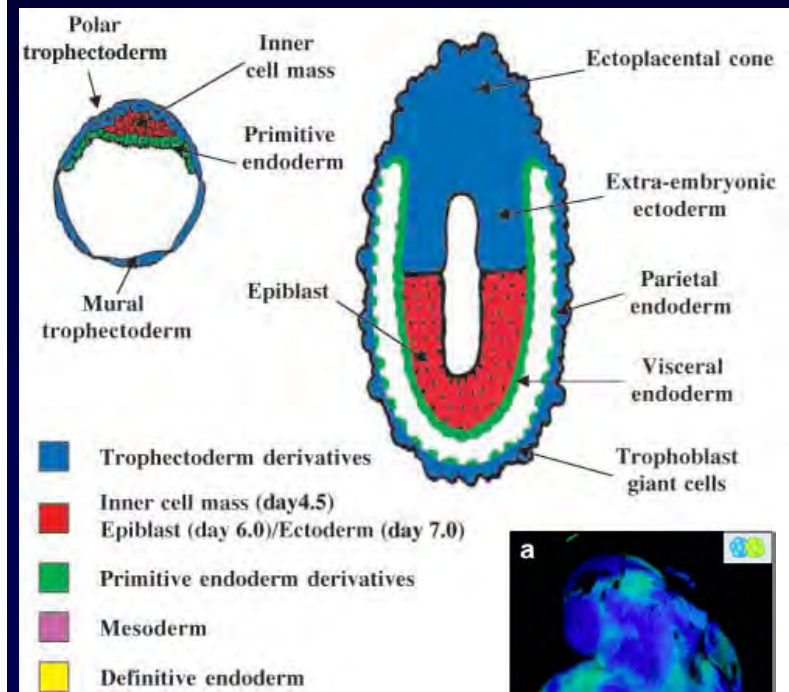 Polar
trophectoderm
Inner
cell mass
Primitive
endoderm
Mural
trophectoderm
Ectoplacental cone
Extra-embryonic
ectoderm
Epiblast
Parietal
endoderm
Visceral
endoderm
Trophoblast
giant cells
Trophectoderm derivatives
Inner cell mass (day4.5)
Epiblast (day 6.0)/Ectoderm (day 7.0)
Primitive endoderm derivatives
Mesoderm
Definitive endoderm
a